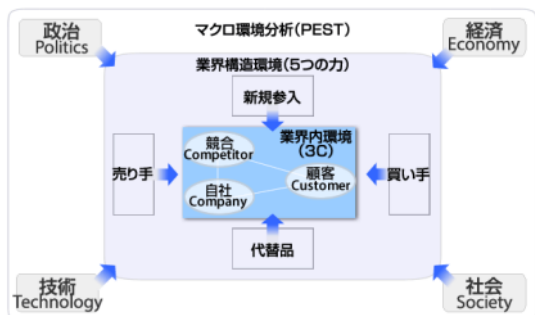 政治
Politics
マクロ環境分析(PEST)
経済
Economy
業界構造環境(5つの力)
新規参入
業界内環境
(3C)
競合
Competitor
売り手
顧客
Customer
買い手
自社
Company
代替品
技術
Technology
社会
Society